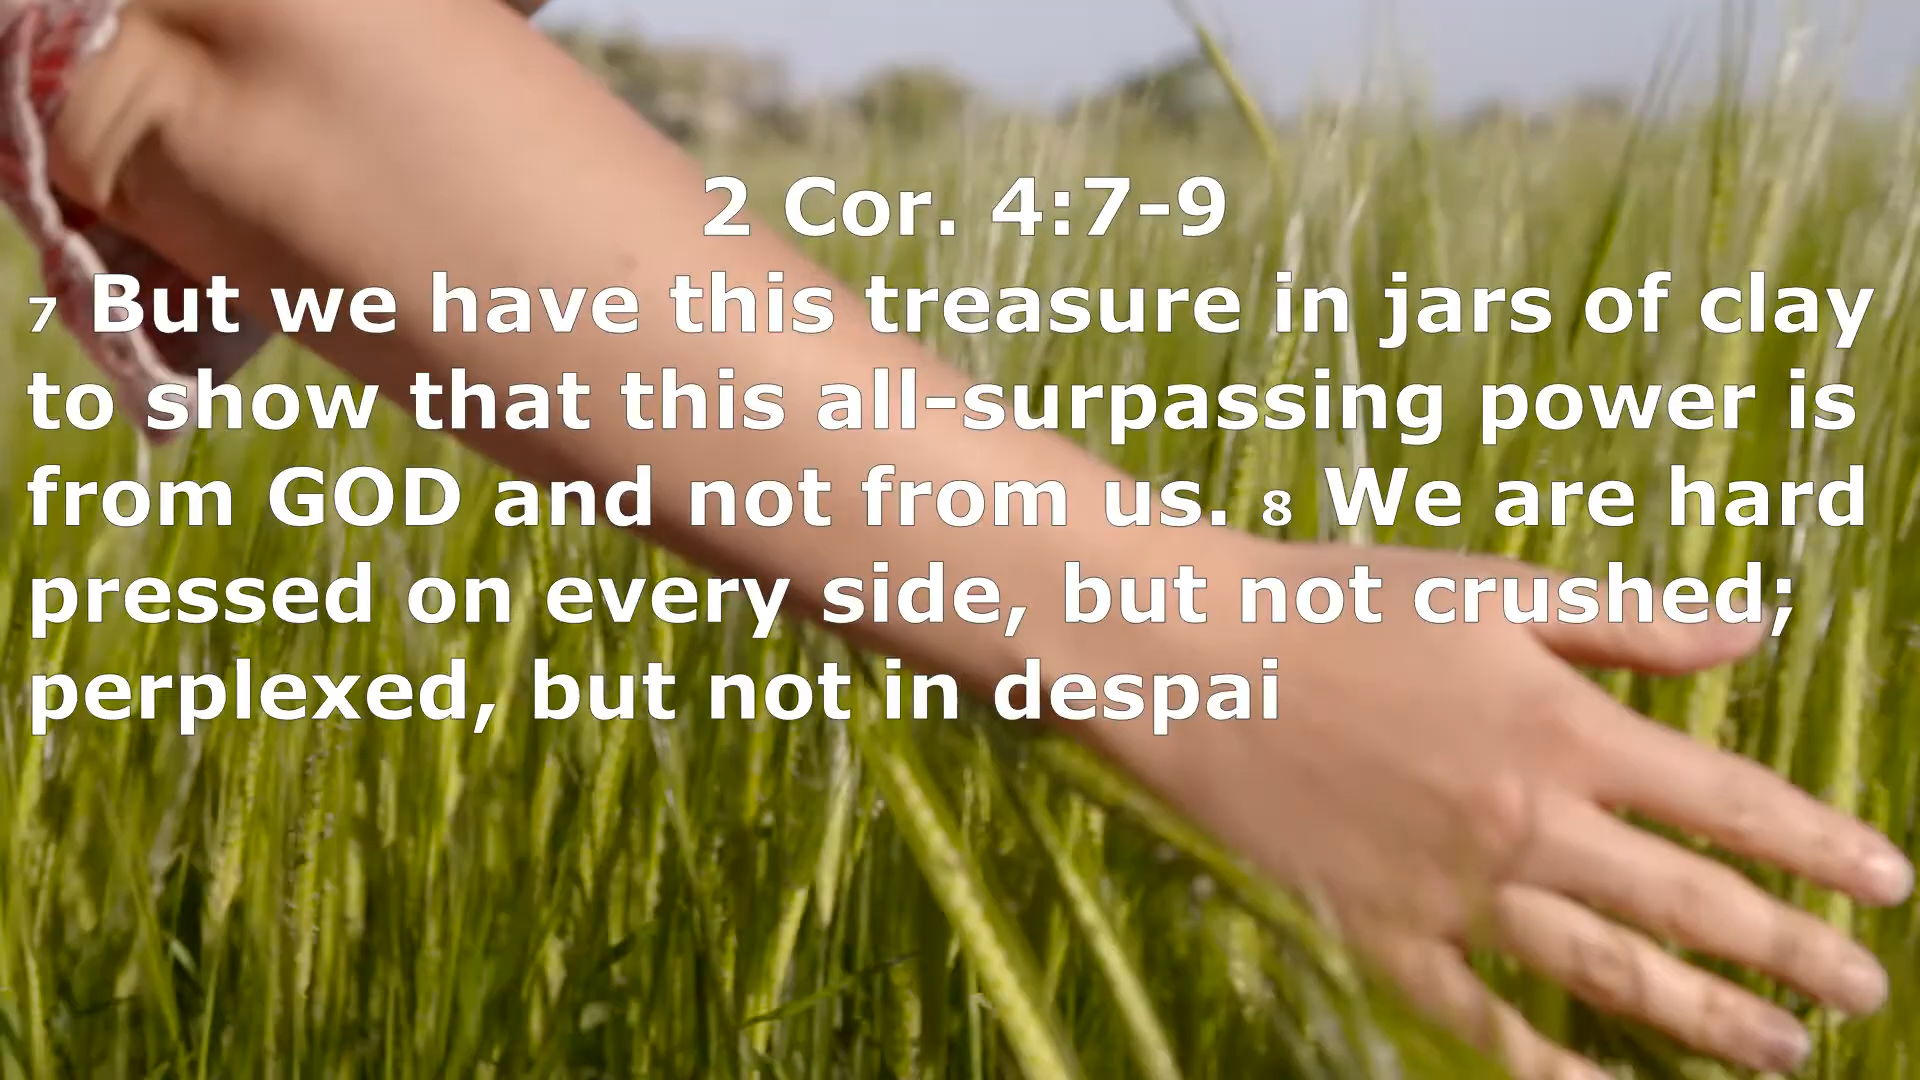 2 Cor. 4:7-9
7 But we have this treasure in jars of clay
to show that this all-surpassing power is
from GOD and not from us. 8 We are hard
pressed on every side, but not crushed;
perplexed, but not in despai